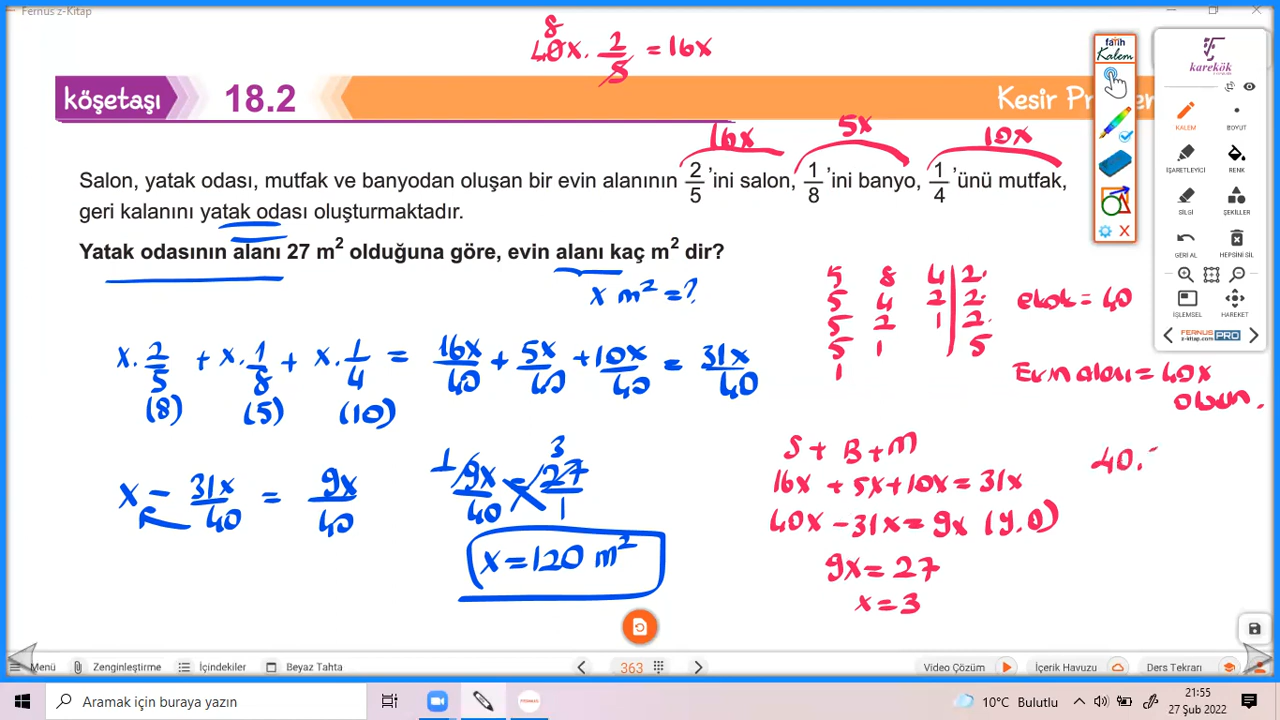 Fernus z-Kitap
40x · 2/5 = 16x
8
köşetaşı 18.2
16x 5x 10x
Salon, yatak odası, mutfak ve banyodan oluşan bir evin alanının 2/5 'ini salon, 1/8 'ini banyo, 1/4 'ünü mutfak,
geri kalanını yatak odası oluşturmaktadır.
Yatak odasının alanı 27 m² olduğuna göre, evin alanı kaç m² dir?
x m² = ?
x · 2/5 + x · 1/8 + x · 1/4 = 16x/40 + 5x/40 + 10x/40 = 31x/40
(8) (5) (10)
x − 31x/40 = 9x/40
9x/40 27/1
1 3
x = 120 m²
5 8 4 | 2
5 4 2 | 2
5 2 1 | 2
5 1 | 5
1
ekok = 40
Evin alanı = 40x
olsun.
S + B + M
16x + 5x + 10x = 31x
40x − 31x = 9x (y.o)
9x = 27
x = 3
40.
fatih
Kalem
karekök
KALEM
BOYUT
İŞARETLEYİCİ
RENK
SİLGİ
ŞEKİLLER
GERİ AL
HEPSİNİ SİL
İŞLEMSEL
HAREKET
FERNUS PRO
z-kitap.com
Menü
Zenginleştirme
İçindekiler
Beyaz Tahta
363
Video Çözüm
İçerik Havuzu
Ders Tekrarı
Aramak için buraya yazın
10°C Bulutlu
21:55
27 Şub 2022